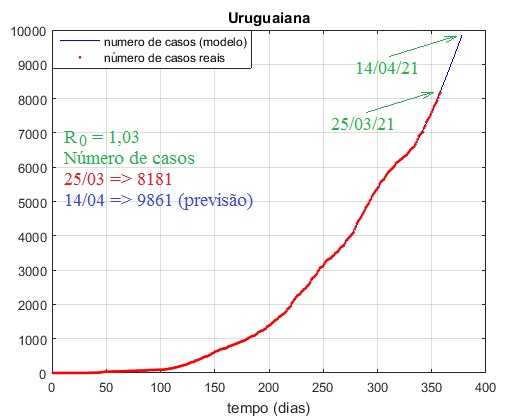 Uruguaiana
10000
9000
8000
7000
6000
5000
4000
3000
2000
1000
0
numero de casos (modelo)
número de casos reais
14/04/21
25/03/21
R0 = 1,03
Número de casos
25/03 => 8181
14/04 => 9861 (previsão)
0 50 100 150 200 250 300 350 400
tempo (dias)